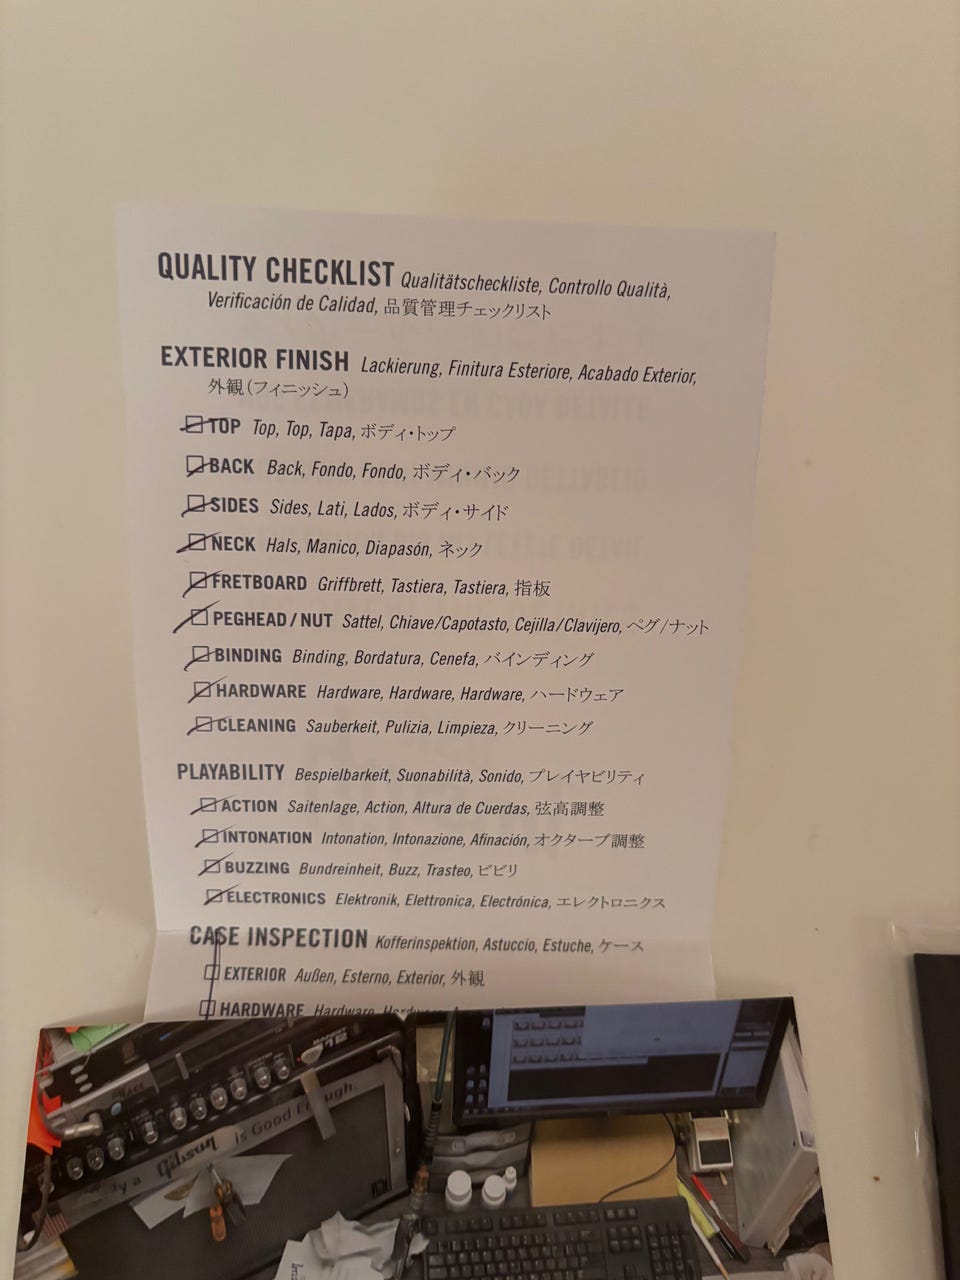 QUALITY CHECKLIST Qualitätscheckliste, Controllo Qualità,
Verificación de Calidad, 品質管理チェックリスト
EXTERIOR FINISH Lackierung, Finitura Esteriore, Acabado Exterior,
外観(フィニッシュ)
TOP Top, Top, Tapa, ボディ・トップ
BACK Back, Fondo, Fondo, ボディ・バック
SIDES Sides, Lati, Lados, ボディ・サイド
NECK Hals, Manico, Diapasón, ネック
FRETBOARD Griffbrett, Tastiera, Tastiera, 指板
PEGHEAD / NUT Sattel, Chiave/Capotasto, Cejilla/Clavijero, ペグ/ナット
BINDING Binding, Bordatura, Cenefa, バインディング
HARDWARE Hardware, Hardware, Hardware, ハードウェア
CLEANING Sauberkeit, Pulizia, Limpieza, クリーニング
PLAYABILITY Bespielbarkeit, Suonabilità, Sonido, プレイヤビリティ
ACTION Saitenlage, Action, Altura de Cuerdas, 弦高調整
INTONATION Intonation, Intonazione, Afinación, オクターブ調整
BUZZING Bundreinheit, Buzz, Trasteo, ビビリ
ELECTRONICS Elektronik, Elettronica, Electrónica, エレクトロニクス
CASE INSPECTION Kofferinspektion, Astuccio, Estuche, ケース
EXTERIOR Außen, Esterno, Exterior, 外観
HARDWARE Hardware, Hardware,
Gibson is Good Enough.
12